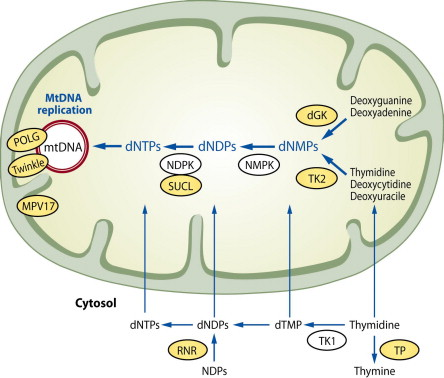 MtDNA
replication
POLG
mtDNA
Twinkle
MPV17
dNTPs
dNDPs
dNMPs
NDPK
SUCL
NMPK
dGK
TK2
Deoxyguanine
Deoxyadenine
Thymidine
Deoxycytidine
Deoxyuracile
Cytosol
dNTPs
dNDPs
dTMP
Thymidine
RNR
TK1
TP
NDPs
Thymine